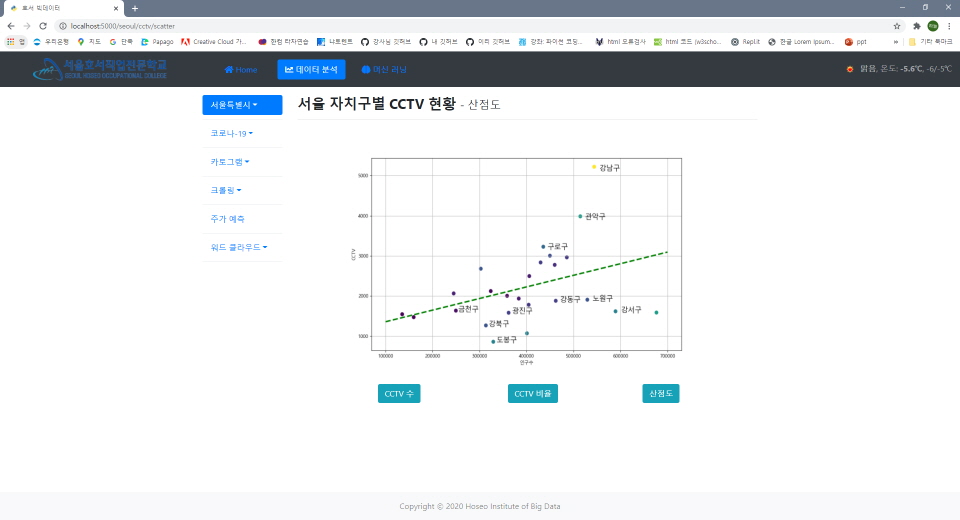 호서 빅데이터
localhost:5000/seoul/cctv/scatter
앱 우리은행 지도 단축 Papago Creative Cloud 가... 한컴 타자연습 나토렌트 강사님 깃허브 내 깃허브 이리 깃허브 강좌: 파이썬 코딩... html 오류검사 html 코드 (w3scho... Repl.it 한글 Lorem Ipsum... ppt » 기타 북마크
서울호서직업전문학교
SEOUL HOSEO OCCUPATIONAL COLLEGE
Home 데이터 분석 머신 러닝 맑음, 온도: -5.6℃, -6/-5℃
서울특별시
코로나-19
카토그램
크롤링
주가 예측
워드 클라우드
서울 자치구별 CCTV 현황 - 산점도
5000
4000
3000
2000
1000
CCTV
강남구
관악구
구로구
강동구
노원구
금천구
광진구
강서구
강북구
도봉구
100000 200000 300000 400000 500000 600000 700000
인구수
CCTV 수 CCTV 비율 산점도
Copyright © 2020 Hoseo Institute of Big Data